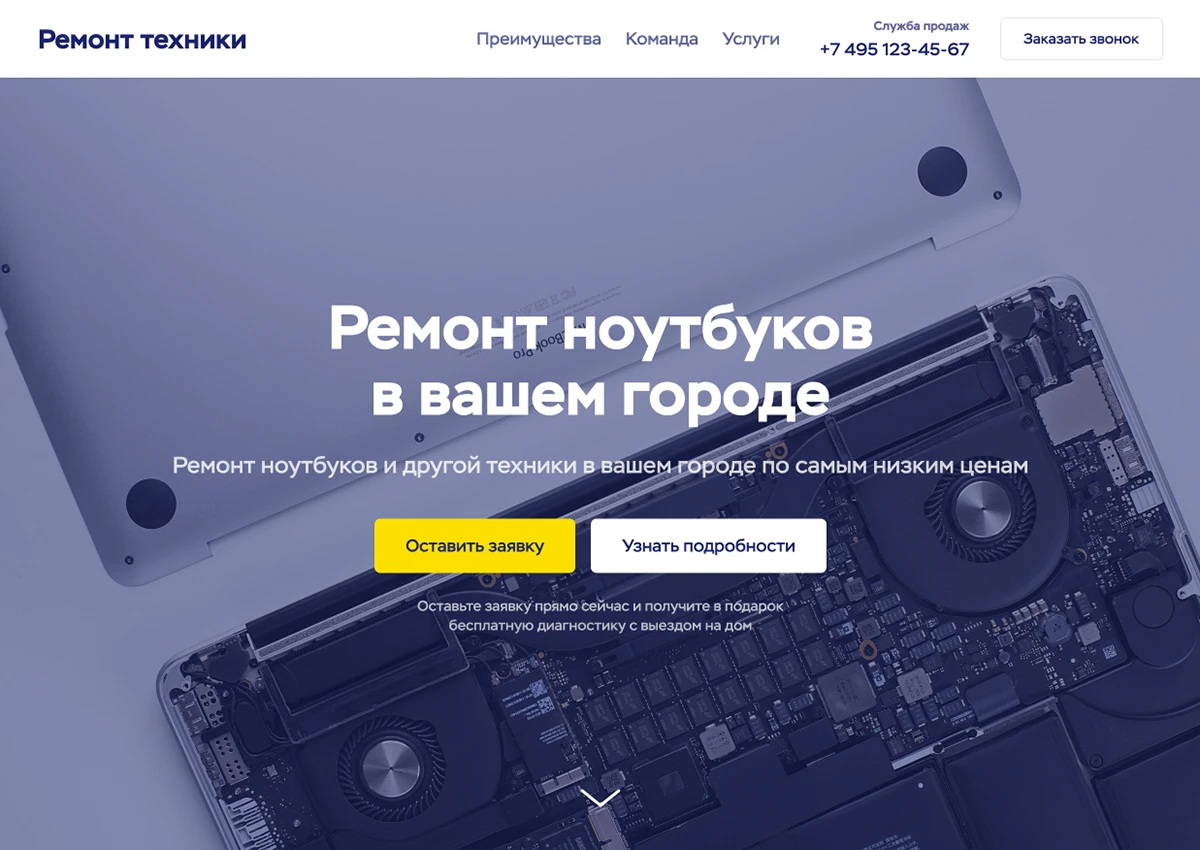 Ремонт техники
Преимущества
Команда
Услуги
Служба продаж
+7 495 123-45-67
Заказать звонок
Ремонт ноутбуков
в вашем городе
Ремонт ноутбуков и другой техники в вашем городе по самым низким ценам
Оставить заявку
Узнать подробности
Оставьте заявку прямо сейчас и получите в подарок
бесплатную диагностику с выездом на дом